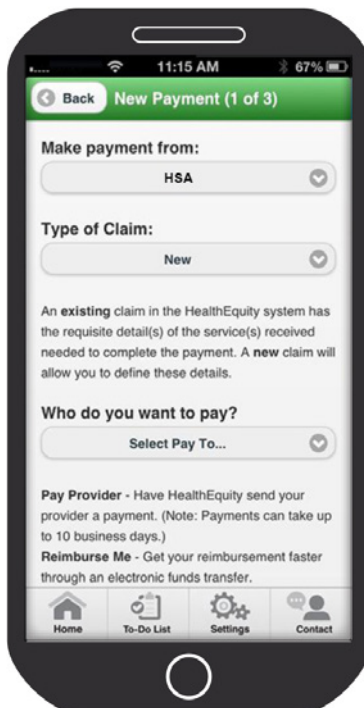 11:15 AM 67%
Back New Payment (1 of 3)
Make payment from:
HSA
Type of Claim:
New
An existing claim in the HealthEquity system has
the requisite detail(s) of the service(s) received
needed to complete the payment. A new claim will
allow you to define these details.
Who do you want to pay?
Select Pay To...
Pay Provider - Have HealthEquity send your
provider a payment. (Note: Payments can take up
to 10 business days.)
Reimburse Me - Get your reimbursement faster
through an electronic funds transfer.
Home To-Do List Settings Contact